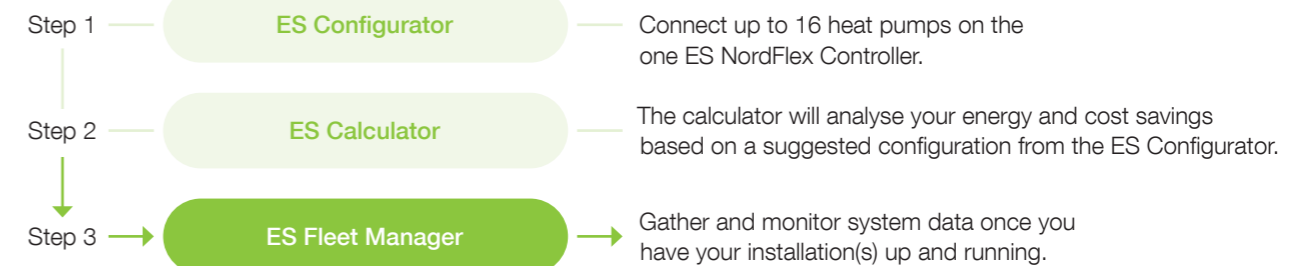 Step 1
ES Configurator
Connect up to 16 heat pumps on the
one ES NordFlex Controller.
Step 2
ES Calculator
The calculator will analyse your energy and cost savings
based on a suggested configuration from the ES Configurator.
Step 3
ES Fleet Manager
Gather and monitor system data once you
have your installation(s) up and running.